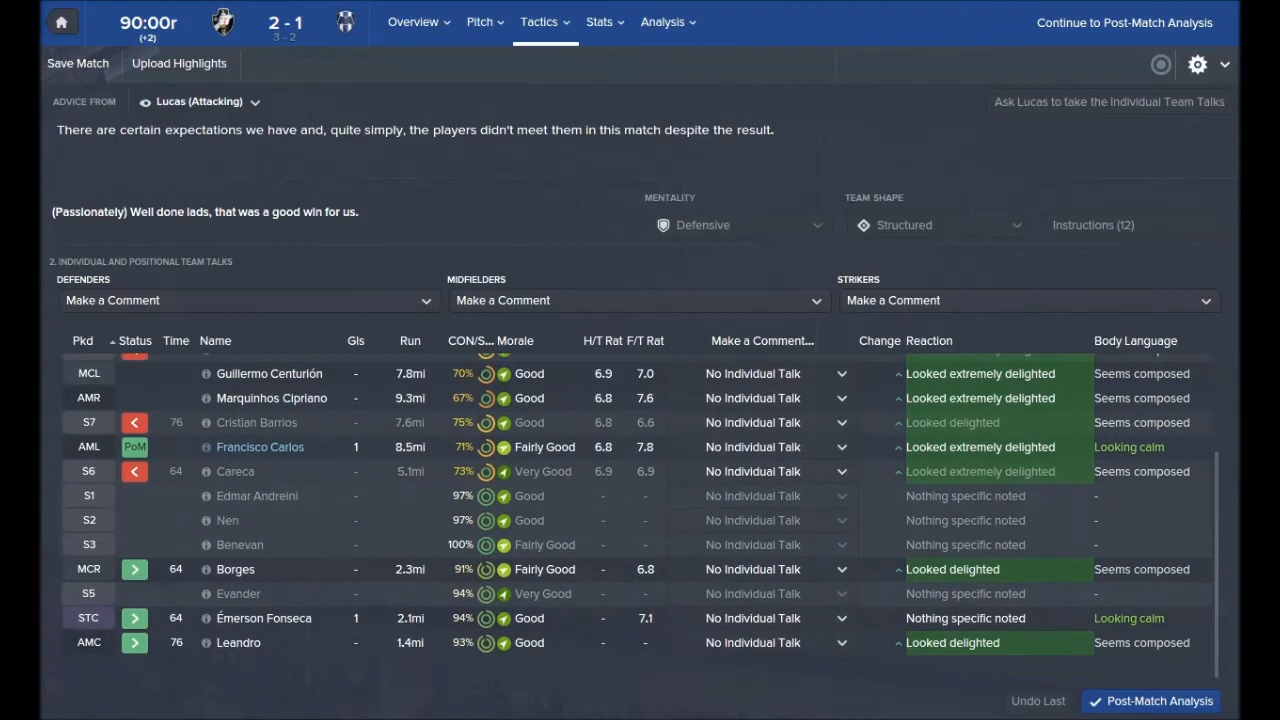 90:00r 2 - 1 Overview Pitch Tactics Stats Analysis Continue to Post-Match Analysis
(+2) 3 - 2
Save Match Upload Highlights
ADVICE FROM Lucas (Attacking) Ask Lucas to take the Individual Team Talks
There are certain expectations we have and, quite simply, the players didn't meet them in this match despite the result.
MENTALITY TEAM SHAPE
(Passionately) Well done lads, that was a good win for us.
Defensive Structured Instructions (12)
2. INDIVIDUAL AND POSITIONAL TEAM TALKS
DEFENDERS MIDFIELDERS STRIKERS
Make a Comment Make a Comment Make a Comment
Pkd Status Time Name Gls Run CON/S... Morale H/T Rat F/T Rat Make a Comment... Change Reaction Body Language
MCL Guillermo Centurión - 7.8mi 70% Good 6.9 7.0 No Individual Talk Looked extremely delighted Seems composed
AMR Marquinhos Cipriano - 9.3mi 67% Good 6.8 7.6 No Individual Talk Looked extremely delighted Seems composed
S7 76 Cristian Barrios - 7.6mi 75% Good 6.8 6.6 No Individual Talk Looked delighted Seems composed
AML PoM Francisco Carlos 1 8.5mi 71% Fairly Good 6.8 7.8 No Individual Talk Looked extremely delighted Looking calm
S6 64 Careca - 5.1mi 73% Very Good 6.9 6.9 No Individual Talk Looked extremely delighted Seems composed
S1 Edmar Andreini - 97% Good - - No Individual Talk Nothing specific noted -
S2 Nen - 97% Good - - No Individual Talk Nothing specific noted -
S3 Benevan - 100% Fairly Good - - No Individual Talk Nothing specific noted -
MCR 64 Borges - 2.3mi 91% Fairly Good - 6.8 No Individual Talk Looked delighted Seems composed
S5 Evander - 94% Very Good - - No Individual Talk Nothing specific noted -
STC 64 Émerson Fonseca 1 2.1mi 94% Good - 7.1 No Individual Talk Nothing specific noted Looking calm
AMC 76 Leandro - 1.4mi 93% Good - - No Individual Talk Looked delighted Seems composed
Undo Last Post-Match Analysis